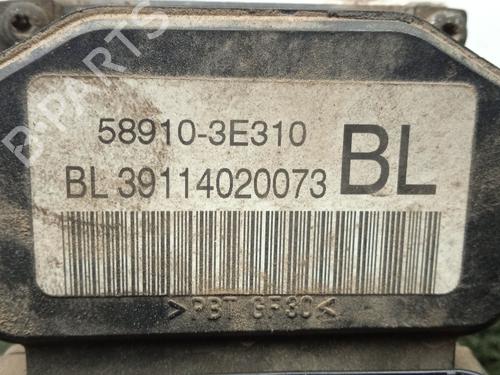 B-PARTS
58910-3E310
BL 39114020073 BL
>PBT GF30<